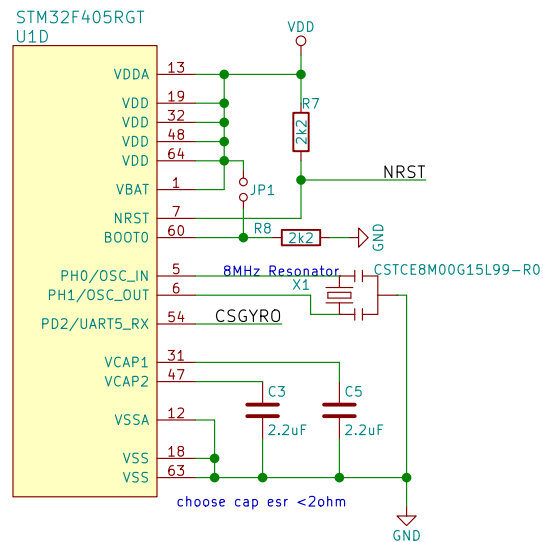 STM32F405RGT
U1D
VDD
VDDA 13
VDD 19
R7
2k2
VDD 32
VDD 48
VDD 64
NRST
VBAT 1
JP1
NRST 7
BOOT0 60
R8
2k2
GND
PH0/OSC_IN 5
8MHz Resonator
CSTCE8M00G15L99-R0
X1
PH1/OSC_OUT 6
PD2/UART5_RX 54
CSGYRO
VCAP1 31
VCAP2 47
C3
C5
2.2uF
2.2uF
VSSA 12
VSS 18
VSS 63
choose cap esr <2ohm
GND